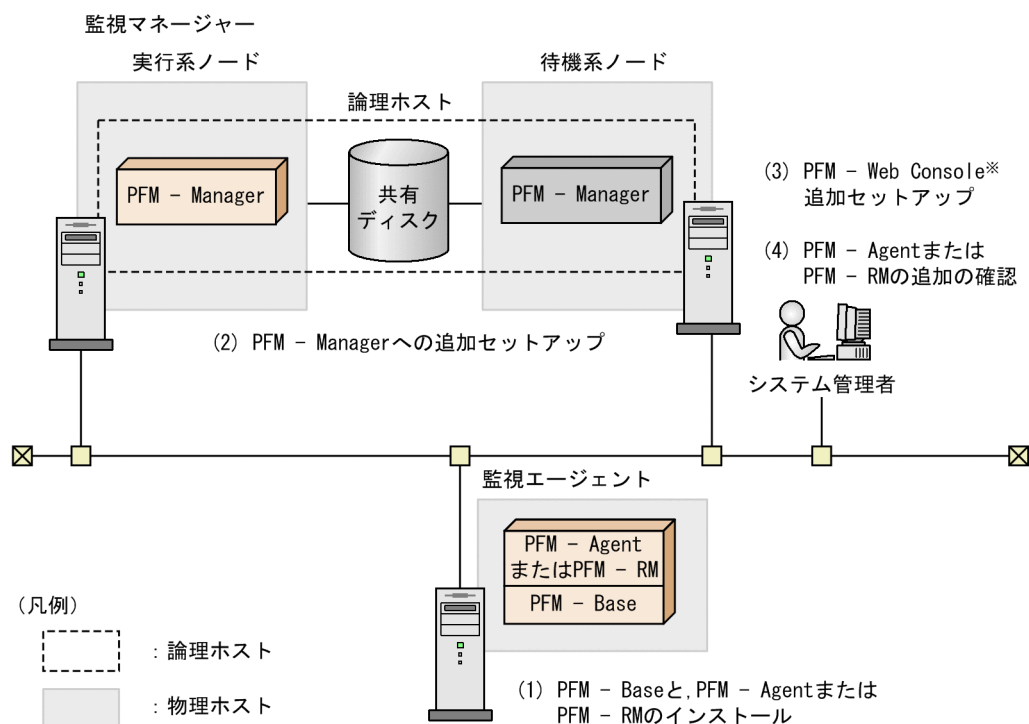 監視マネージャー
実行系ノード
待機系ノード
論理ホスト
PFM － Manager
共有
ディスク
PFM － Manager
(3) PFM － Web Console※
追加セットアップ
(4) PFM － Agentまたは
PFM － RMの追加の確認
(2) PFM － Managerへの追加セットアップ
システム管理者
監視エージェント
PFM － Agent
またはPFM － RM
PFM － Base
(凡例)
：論理ホスト
：物理ホスト
(1) PFM － Baseと,PFM － Agentまたは
PFM － RMのインストール